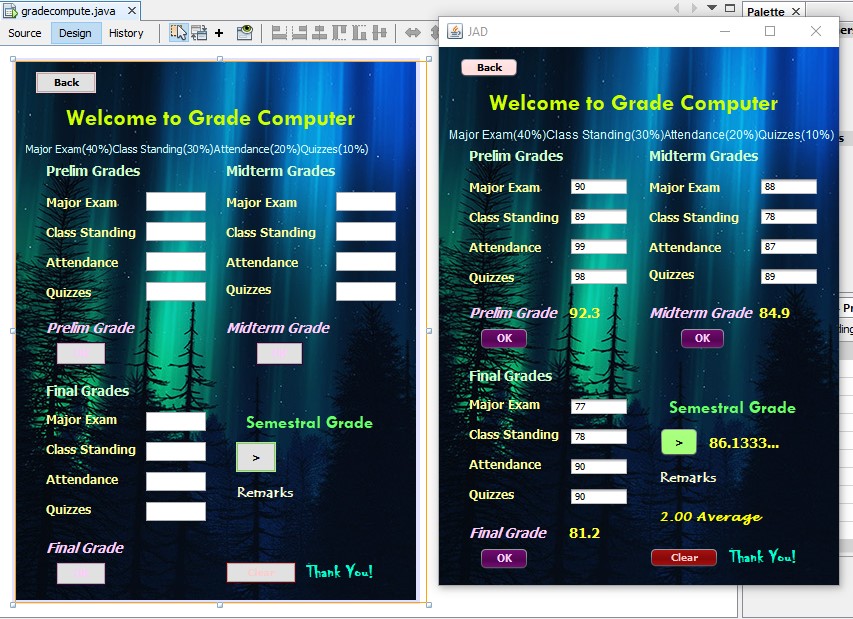 gradecompute.java
Palette
Source Design History
Back
Welcome to Grade Computer
Major Exam(40%)Class Standing(30%)Attendance(20%)Quizzes(10%)
Prelim Grades Midterm Grades
Major Exam Major Exam
Class Standing Class Standing
Attendance Attendance
Quizzes Quizzes
Prelim Grade Midterm Grade
Final Grades
Major Exam
Semestral Grade
Class Standing
>
Attendance
Remarks
Quizzes
Final Grade
Clear Thank You!
JAD
Back
Welcome to Grade Computer
Major Exam(40%)Class Standing(30%)Attendance(20%)Quizzes(10%)
Prelim Grades Midterm Grades
Major Exam 90 Major Exam 88
Class Standing 89 Class Standing 78
Attendance 99 Attendance 87
Quizzes 98 Quizzes 89
Prelim Grade 92.3 Midterm Grade 84.9
OK OK
Final Grades
Major Exam 77
Semestral Grade
Class Standing 78
> 86.1333...
Attendance 90
Remarks
Quizzes 90
2.00 Average
Final Grade 81.2
OK Clear Thank You!